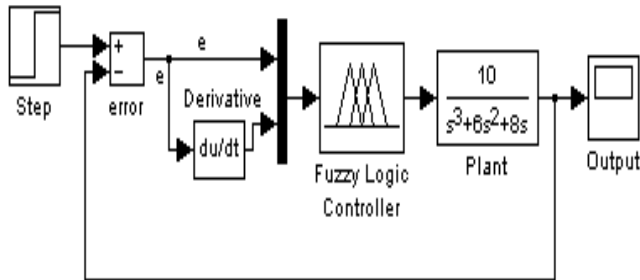 Step
+
−
error
e
e
Derivative
du/dt
Fuzzy Logic
Controller
10
s³+6s²+8s
Plant
Output